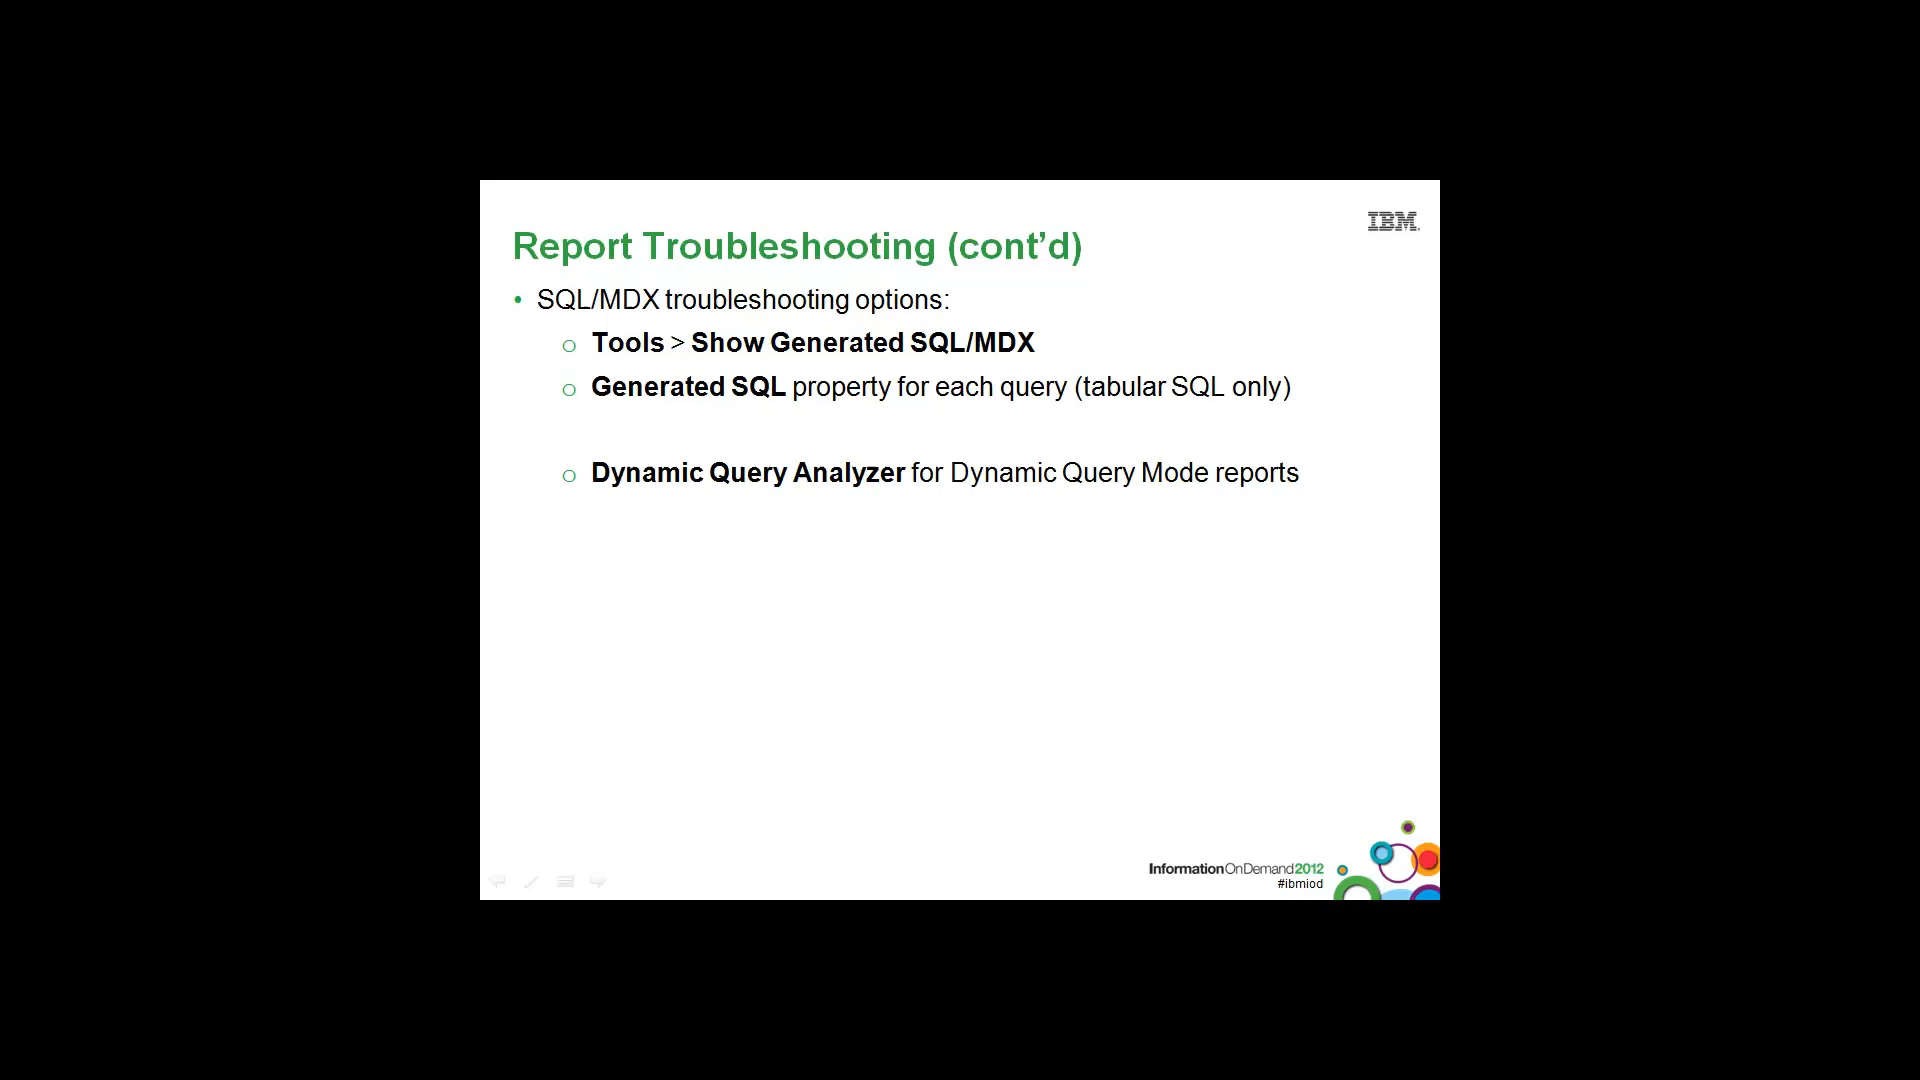 IBM
Report Troubleshooting (cont’d)
• SQL/MDX troubleshooting options:
o Tools > Show Generated SQL/MDX
o Generated SQL property for each query (tabular SQL only)
o Dynamic Query Analyzer for Dynamic Query Mode reports
InformationOnDemand2012
#ibmiod